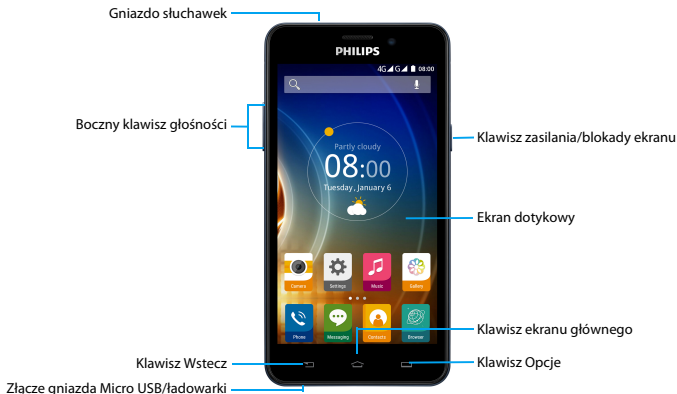 Gniazdo słuchawek
PHILIPS
4G G 08:00
Boczny klawisz głośności
Klawisz zasilania/blokady ekranu
Partly cloudy
08:00
Tuesday, January 6
Ekran dotykowy
Camera Settings Music Gallery
Klawisz ekranu głównego
Phone Messaging Contacts Browser
Klawisz Wstecz
Klawisz Opcje
Złącze gniazda Micro USB/ładowarki